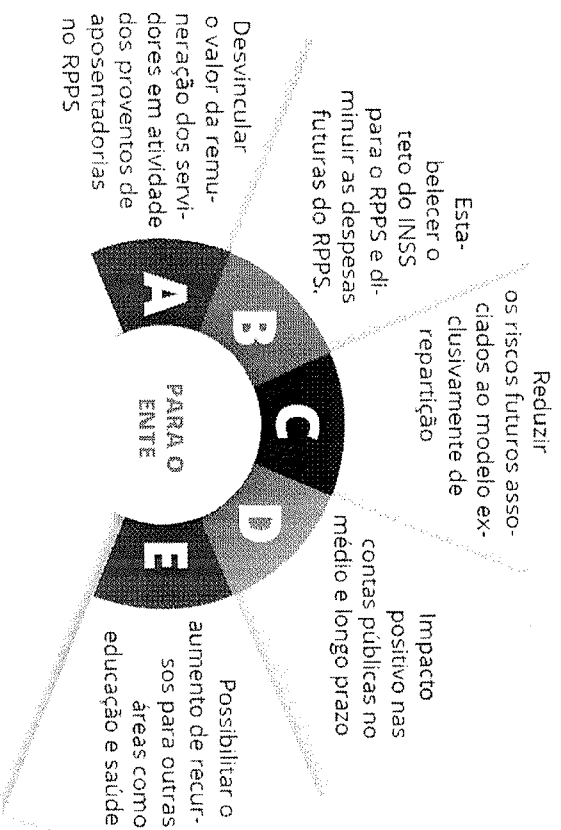 Desvincular
o valor da remu-
neração dos servi-
dores em atividade
dos proventos de
aposentadorias
no RPPS
Esta-
belecer o
teto do INSS
para o RPPS e di-
minuir as despesas
futuras do RPPS.
Reduzir
os riscos futuros asso-
ciados ao modelo ex-
clusivamente de
repartição
Impacto
positivo nas
contas públicas no
médio e longo prazo
Possibilitar o
aumento de recur-
sos para outras
áreas como
educação e saúde
A
B
C
D
E
PARA O
ENTE